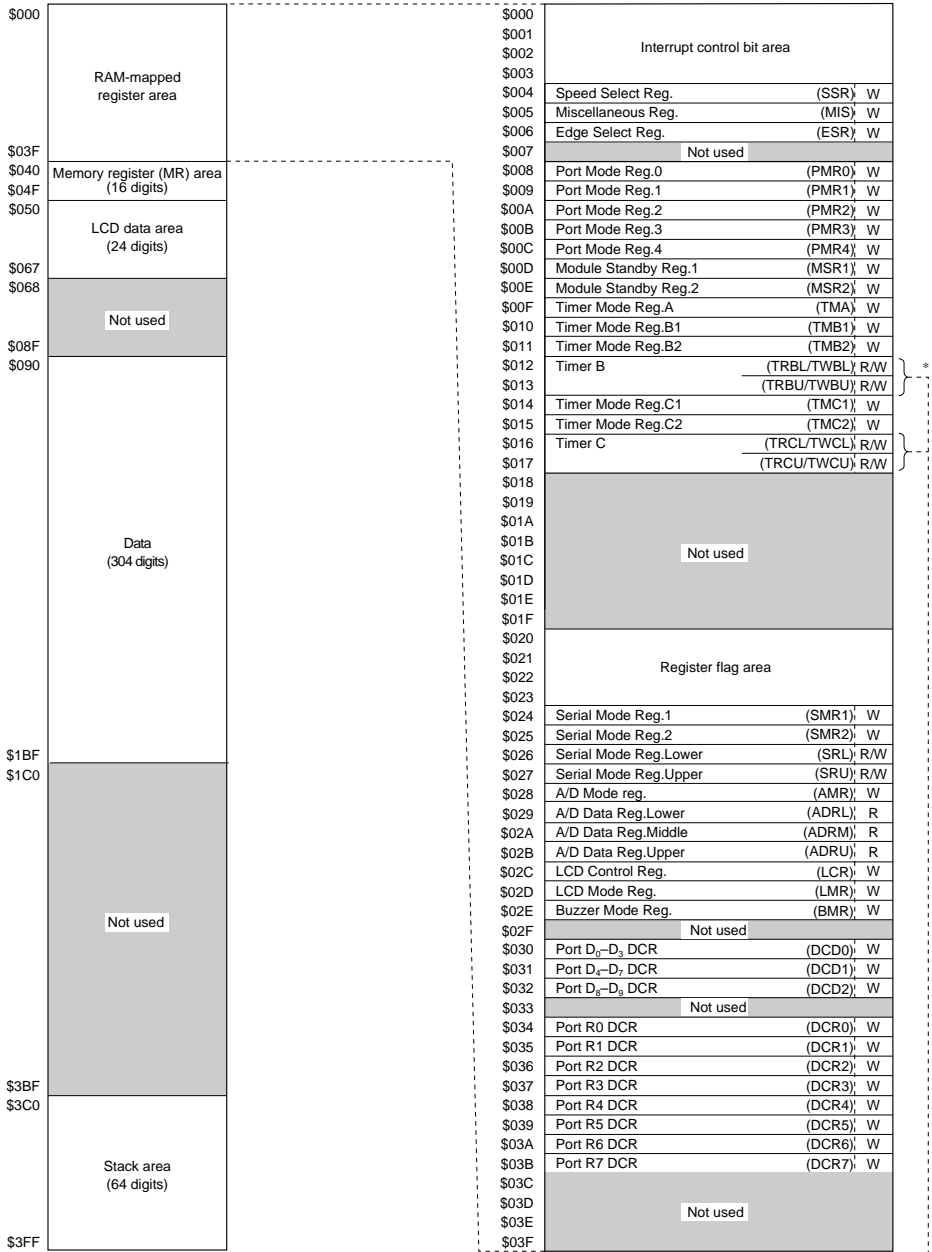 $000
RAM-mapped
register area
$03F
$040
Memory register (MR) area
(16 digits)
$04F
$050
LCD data area
(24 digits)
$067
$068
Not used
$08F
$090
Data
(304 digits)
$1BF
$1C0
Not used
$3BF
$3C0
Stack area
(64 digits)
$3FF
$000
$001
Interrupt control bit area
$002
$003
$004 Speed Select Reg. (SSR) W
$005 Miscellaneous Reg. (MIS) W
$006 Edge Select Reg. (ESR) W
$007 Not used
$008 Port Mode Reg.0 (PMR0) W
$009 Port Mode Reg.1 (PMR1) W
$00A Port Mode Reg.2 (PMR2) W
$00B Port Mode Reg.3 (PMR3) W
$00C Port Mode Reg.4 (PMR4) W
$00D Module Standby Reg.1 (MSR1) W
$00E Module Standby Reg.2 (MSR2) W
$00F Timer Mode Reg.A (TMA) W
$010 Timer Mode Reg.B1 (TMB1) W
$011 Timer Mode Reg.B2 (TMB2) W
$012 Timer B (TRBL/TWBL) R/W *
$013 (TRBU/TWBU) R/W
$014 Timer Mode Reg.C1 (TMC1) W
$015 Timer Mode Reg.C2 (TMC2) W
$016 Timer C (TRCL/TWCL) R/W
$017 (TRCU/TWCU) R/W
$018
$019
$01A
$01B
Not used
$01C
$01D
$01E
$01F
$020
$021
Register flag area
$022
$023
$024 Serial Mode Reg.1 (SMR1) W
$025 Serial Mode Reg.2 (SMR2) W
$026 Serial Mode Reg.Lower (SRL) R/W
$027 Serial Mode Reg.Upper (SRU) R/W
$028 A/D Mode reg. (AMR) W
$029 A/D Data Reg.Lower (ADRL) R
$02A A/D Data Reg.Middle (ADRM) R
$02B A/D Data Reg.Upper (ADRU) R
$02C LCD Control Reg. (LCR) W
$02D LCD Mode Reg. (LMR) W
$02E Buzzer Mode Reg. (BMR) W
$02F Not used
$030 Port D₀–D₃ DCR (DCD0) W
$031 Port D₄–D₇ DCR (DCD1) W
$032 Port D₈–D₉ DCR (DCD2) W
$033 Not used
$034 Port R0 DCR (DCR0) W
$035 Port R1 DCR (DCR1) W
$036 Port R2 DCR (DCR2) W
$037 Port R3 DCR (DCR3) W
$038 Port R4 DCR (DCR4) W
$039 Port R5 DCR (DCR5) W
$03A Port R6 DCR (DCR6) W
$03B Port R7 DCR (DCR7) W
$03C
$03D
Not used
$03E
$03F